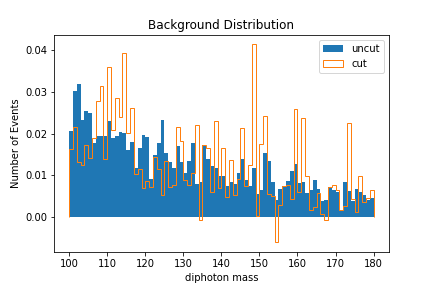 Background Distribution
uncut
cut
Number of Events
0.04
0.03
0.02
0.01
0.00
100 110 120 130 140 150 160 170 180
diphoton mass